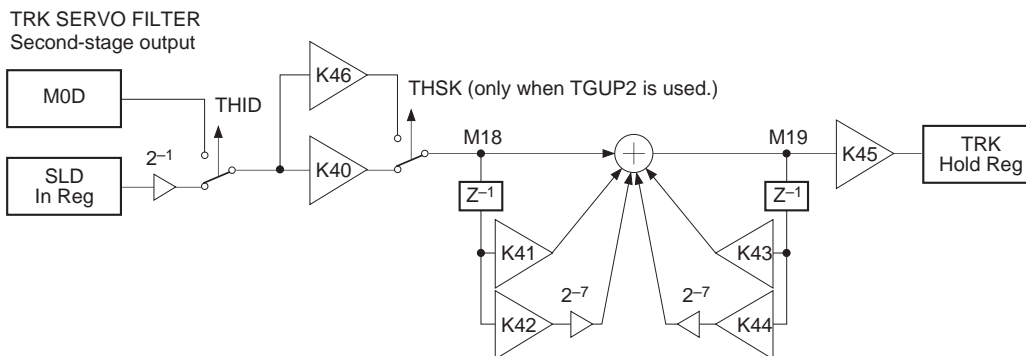 TRK SERVO FILTER
Second-stage output
M0D
THID
K46
THSK (only when TGUP2 is used.)
2–1
SLD
In Reg
K40
M18
M19
K45
TRK
Hold Reg
Z–1
Z–1
K41
K43
2–7
2–7
K42
K44